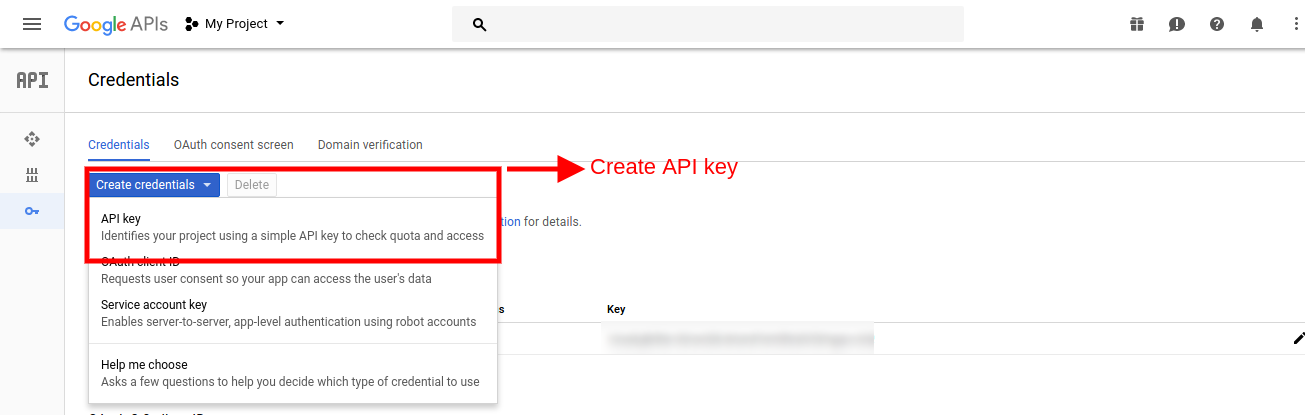 Google APIs My Project
API
Credentials
Credentials OAuth consent screen Domain verification
Create API key
Create credentials Delete
API key
Identifies your project using a simple API key to check quota and access
for details.
OAuth client ID
Requests user consent so your app can access the user's data
Service account key
Key
Enables server-to-server, app-level authentication using robot accounts
Help me choose
Asks a few questions to help you decide which type of credential to use